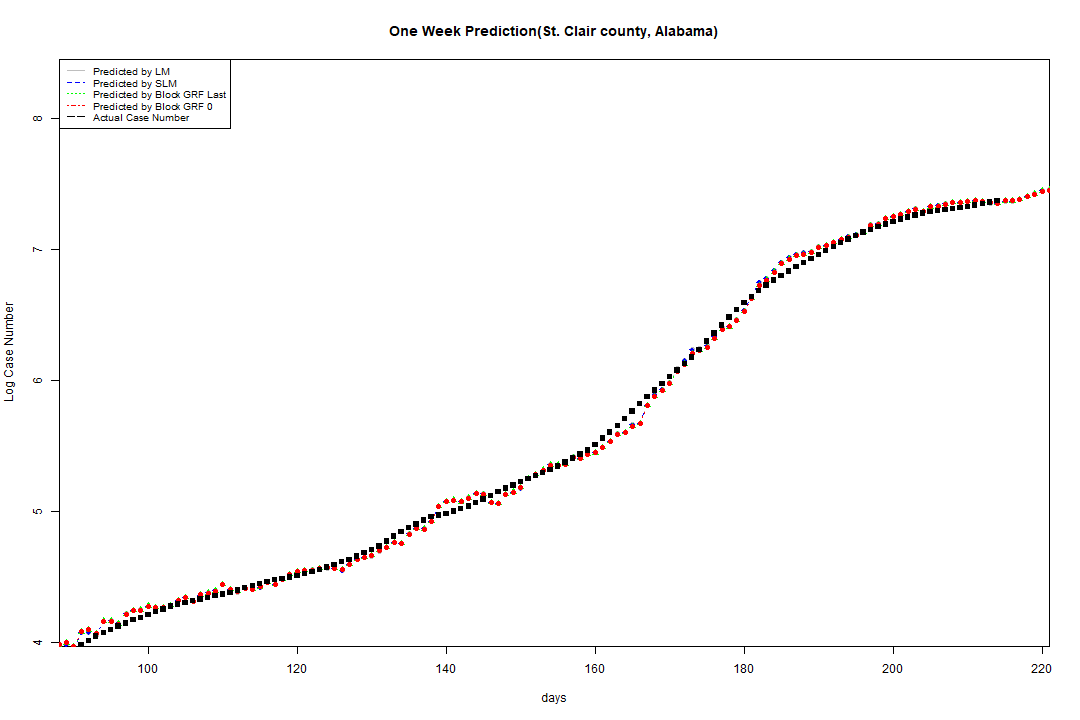 One Week Prediction(St. Clair county, Alabama)
Predicted by LM
Predicted by SLM
Predicted by Block GRF Last
Predicted by Block GRF 0
Actual Case Number
8
7
6
5
4
Log Case Number
100 120 140 160 180 200 220
days